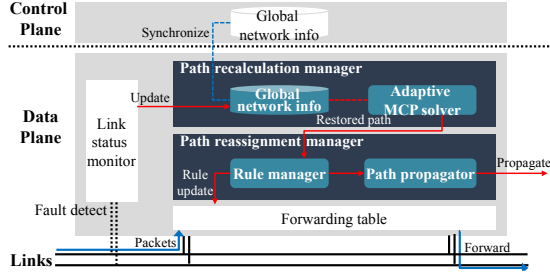 Control
Plane
Global
network info
Synchronize
Path recalculation manager
Update
Global
network info
Adaptive
MCP solver
Data
Plane
Link
status
monitor
Restored path
Path reassignment manager
Rule
update
Rule manager
Path propagator
Propagate
Fault detect
Forwarding table
Packets
Forward
Links